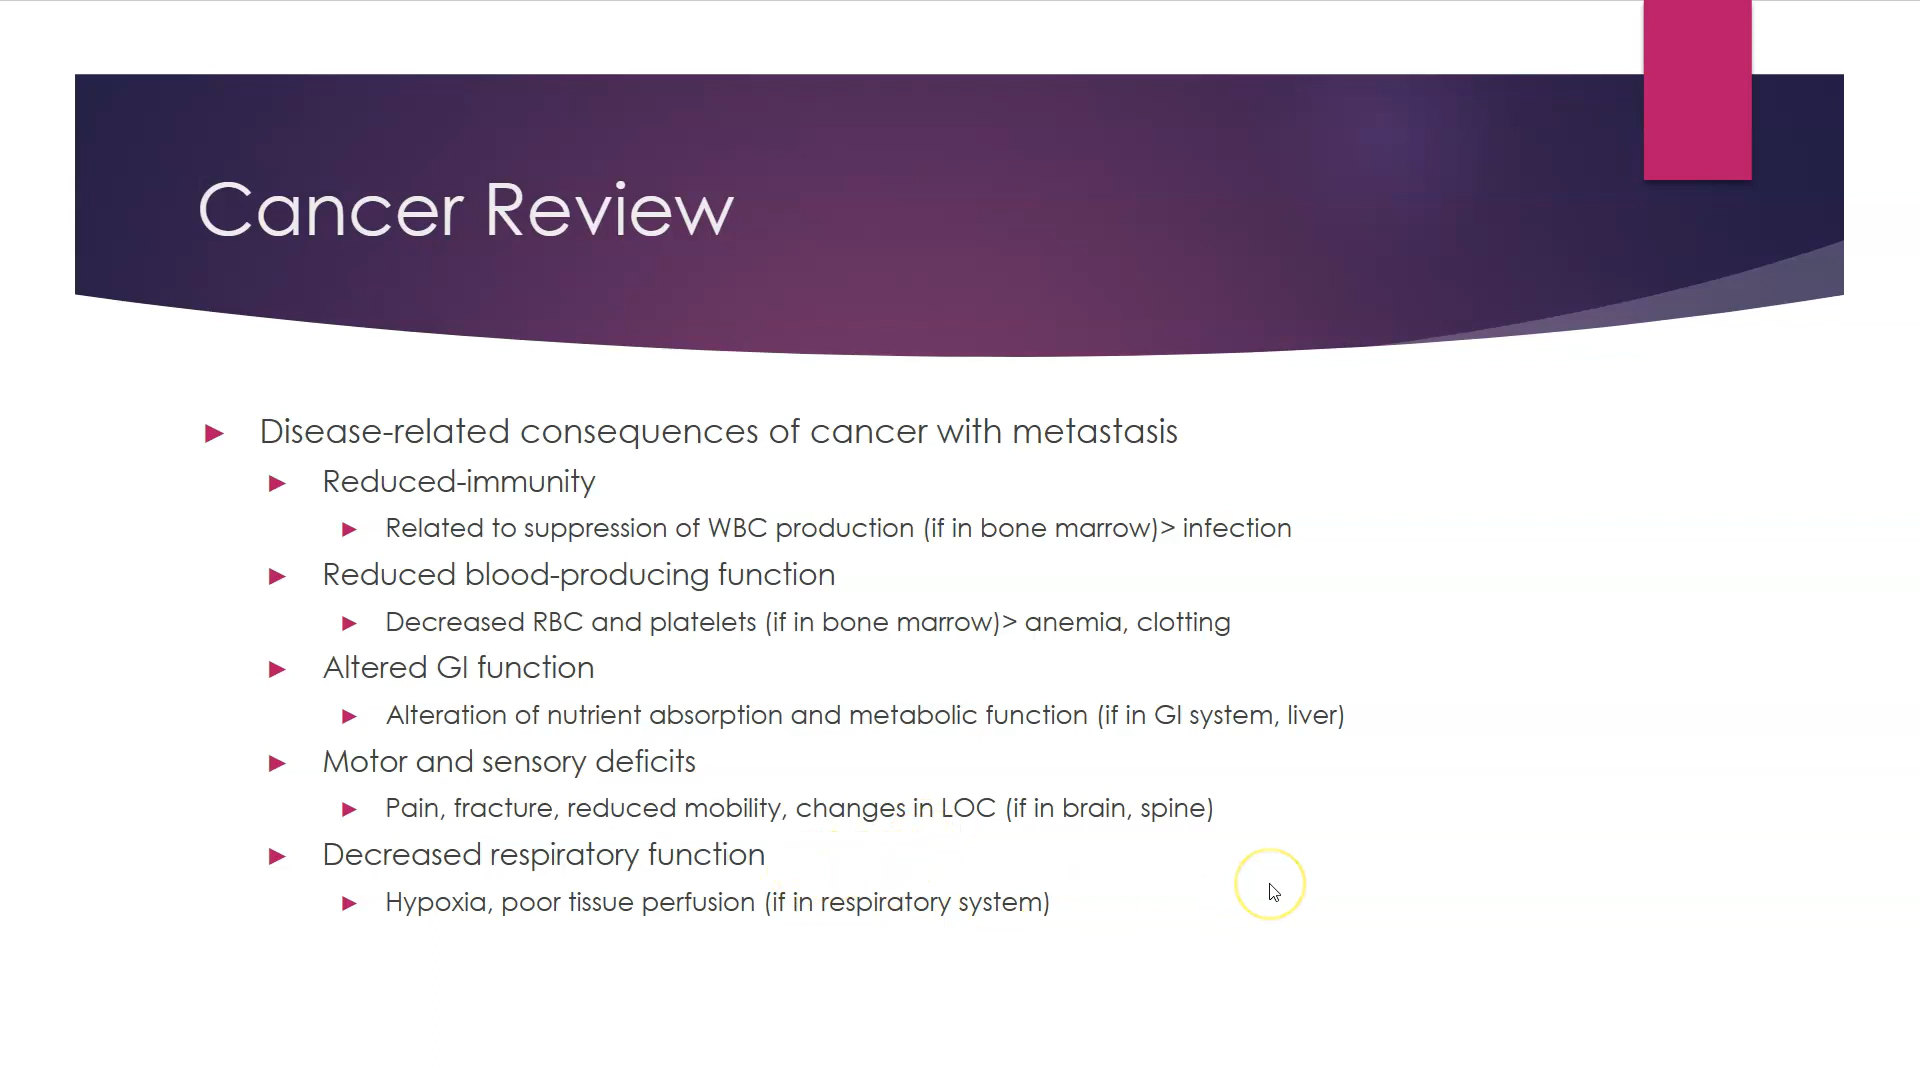 Cancer Review
Disease-related consequences of cancer with metastasis
Reduced-immunity
Related to suppression of WBC production (if in bone marrow)> infection
Reduced blood-producing function
Decreased RBC and platelets (if in bone marrow)> anemia, clotting
Altered GI function
Alteration of nutrient absorption and metabolic function (if in GI system, liver)
Motor and sensory deficits
Pain, fracture, reduced mobility, changes in LOC (if in brain, spine)
Decreased respiratory function
Hypoxia, poor tissue perfusion (if in respiratory system)